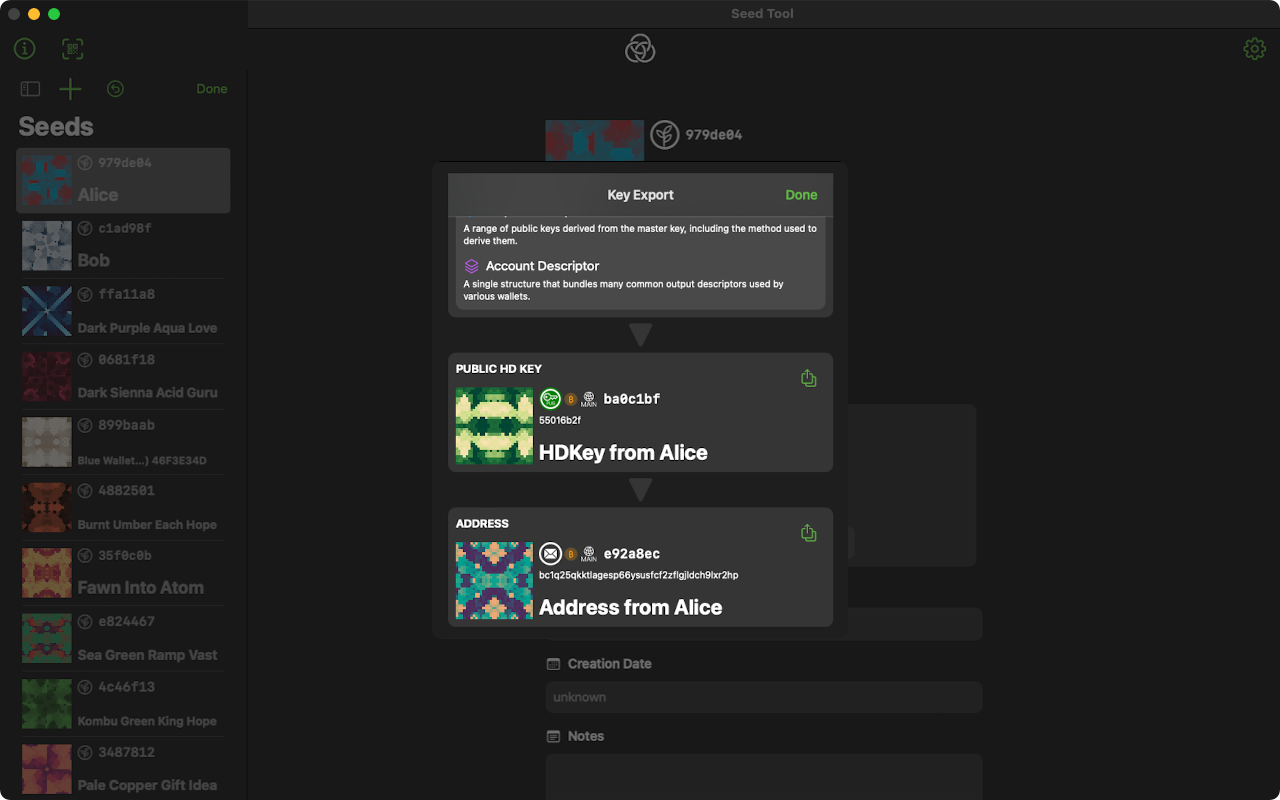 Seed Tool
Done
Seeds
979de04
Alice
c1ad98f
Bob
ffa11a8
Dark Purple Aqua Love
0681f18
Dark Sienna Acid Guru
899baab
Blue Wallet...) 46F3E34D
4882501
Burnt Umber Each Hope
35f0c0b
Fawn Into Atom
e824467
Sea Green Ramp Vast
4c46f13
Kombu Green King Hope
3487812
Pale Copper Gift Idea
979de04
Key Export
Done
A range of public keys derived from the master key, including the method used to
derive them.
Account Descriptor
A single structure that bundles many common output descriptors used by
various wallets.
PUBLIC HD KEY
MAIN
ba0c1bf
55016b2f
HDKey from Alice
ADDRESS
MAIN
e92a8ec
bc1q25qkktlagesp66ysusfcf2zflgjldch9lxr2hp
Address from Alice
Creation Date
unknown
Notes